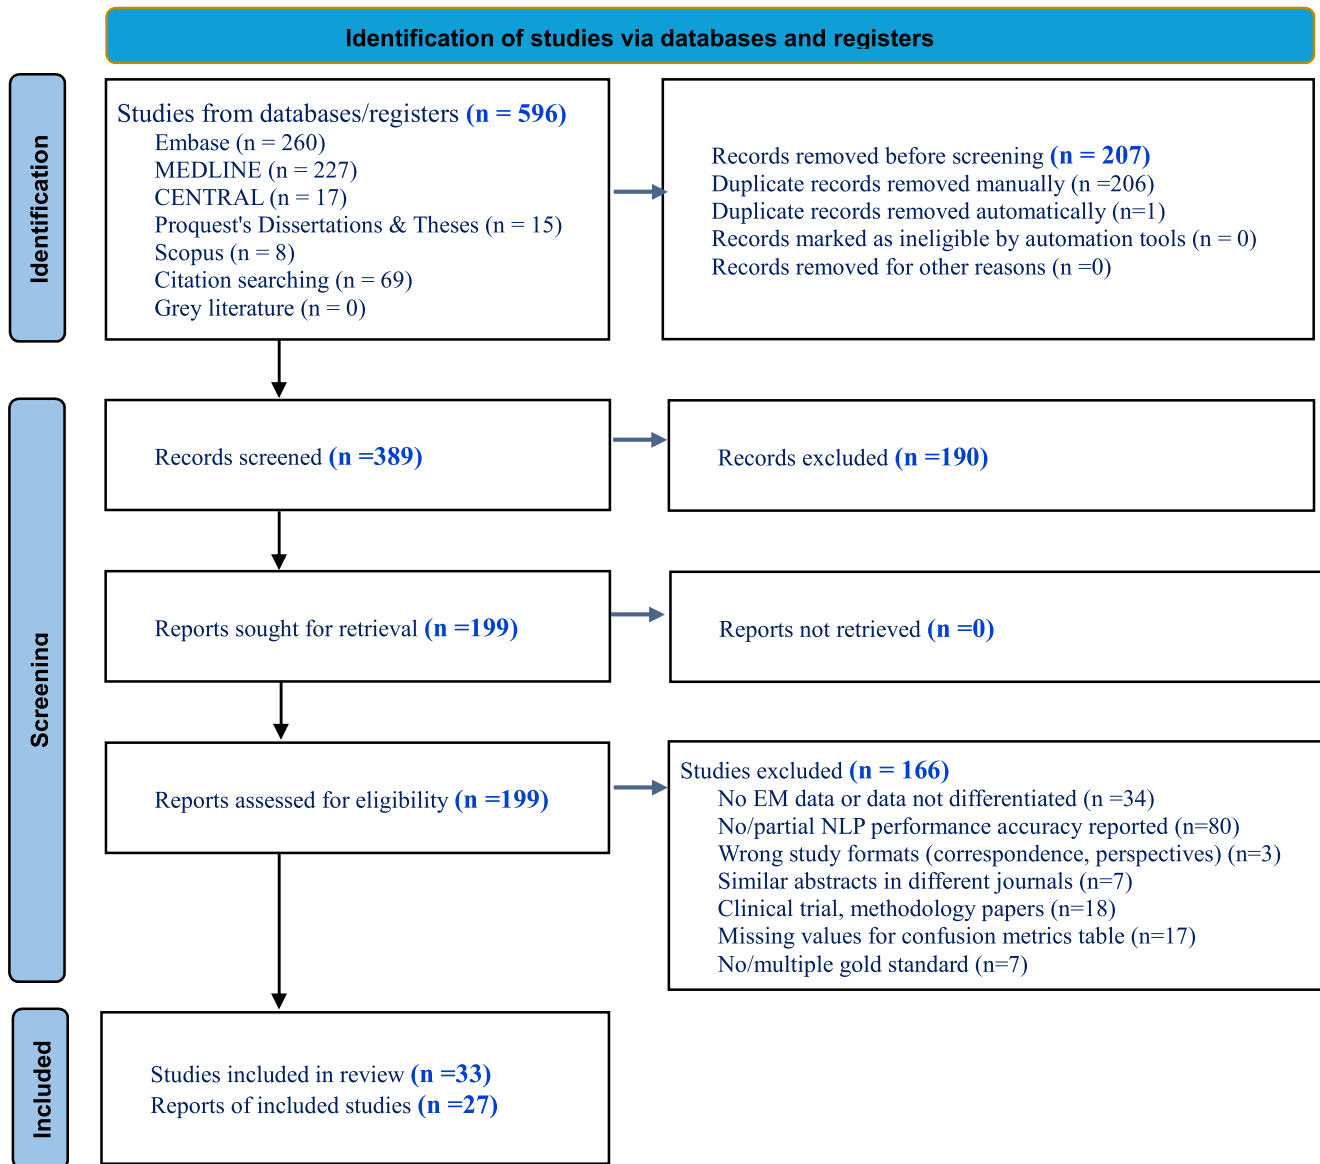 Identification of studies via databases and registers
Identification
Studies from databases/registers (n = 596)
Embase (n = 260)
MEDLINE (n = 227)
CENTRAL (n = 17)
Proquest's Dissertations & Theses (n = 15)
Scopus (n = 8)
Citation searching (n = 69)
Grey literature (n = 0)
Records removed before screening (n = 207)
Duplicate records removed manually (n =206)
Duplicate records removed automatically (n=1)
Records marked as ineligible by automation tools (n = 0)
Records removed for other reasons (n =0)
Screening
Records screened (n =389)
Records excluded (n =190)
Reports sought for retrieval (n =199)
Reports not retrieved (n =0)
Reports assessed for eligibility (n =199)
Studies excluded (n = 166)
No EM data or data not differentiated (n =34)
No/partial NLP performance accuracy reported (n=80)
Wrong study formats (correspondence, perspectives) (n=3)
Similar abstracts in different journals (n=7)
Clinical trial, methodology papers (n=18)
Missing values for confusion metrics table (n=17)
No/multiple gold standard (n=7)
Included
Studies included in review (n =33)
Reports of included studies (n =27)